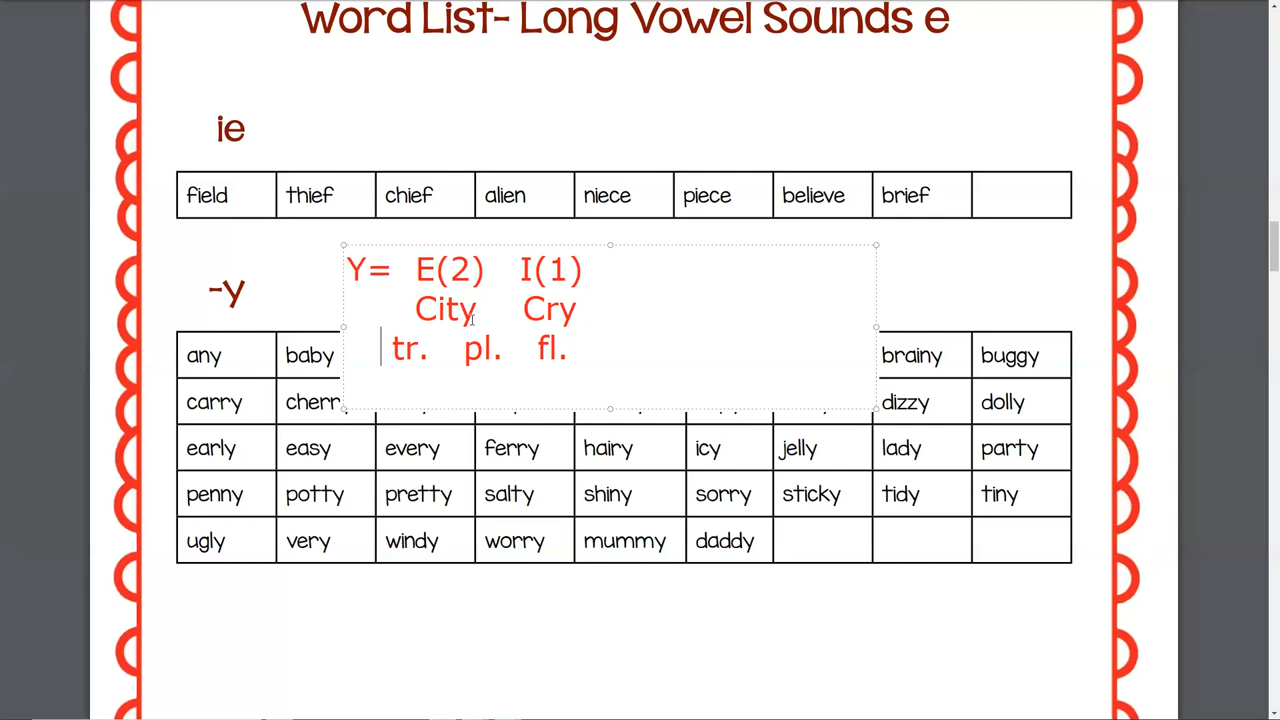 Word List- Long Vowel Sounds e
ie
field thief chief alien niece piece believe brief
Y= E(2) I(1)
-y
City Cry
tr. pl. fl.
any baby brainy buggy
carry dizzy dolly
early easy every ferry hairy icy jelly lady party
penny potty pretty salty shiny sorry sticky tidy tiny
ugly very windy worry mummy daddy